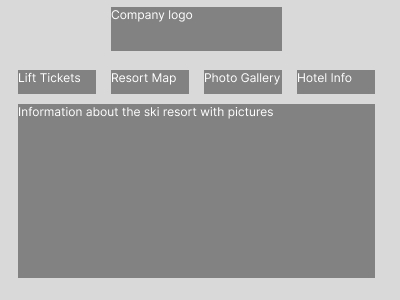 Company logo
Lift Tickets
Resort Map
Photo Gallery
Hotel Info
Information about the ski resort with pictures